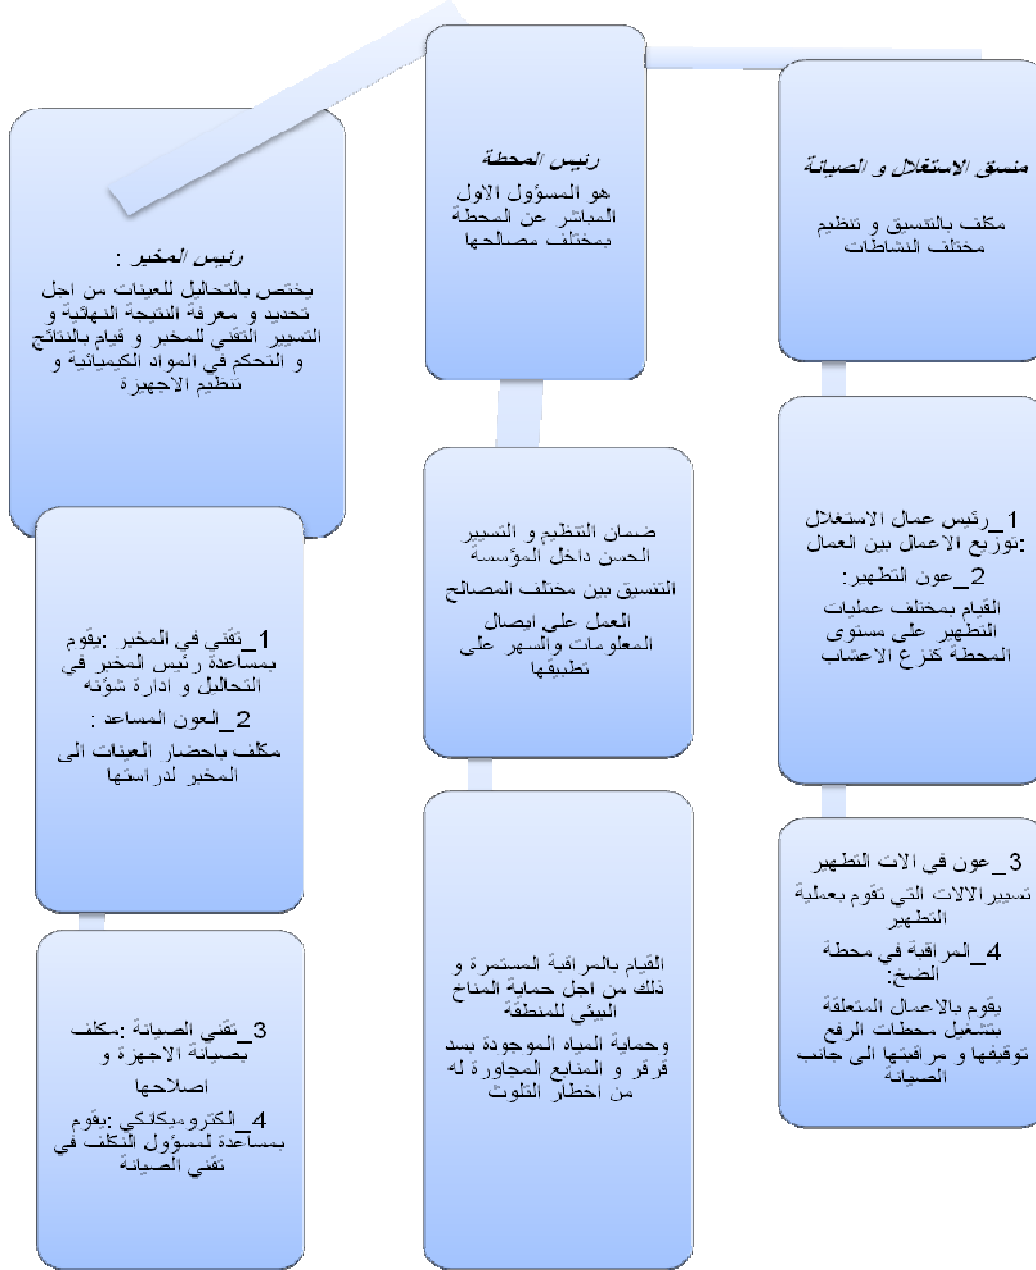 رئيس المحطة
هو المسؤول الاول
المباشر عن المحطة
بمختلف مصالحها
ضمان التنظيم و التسيير
الحسن داخل المؤسسة
التنسيق بين مختلف المصالح
العمل على ايصال
المعلومات والسهر على
تطبيقها
القيام بالمراقبة المستمرة و
ذلك من اجل حماية المناخ
البيئي للمنطقة
وحماية المياه الموجودة بسد
قرقر و المنابع المجاورة له
من اخطار التلوث
منسق الاستغلال و الصيانة
مكلف بالتنسيق و تنظيم
مختلف النشاطات
1_رئيس عمال الاستغلال
:توزيع الاعمال بين العمال
2_عون التطهير:
القيام بمختلف عمليات
التطهير على مستوى
المحطة كنزع الاعشاب
3_عون في الات التطهير
تسيير الالات التي تقوم بعملية
التطهير
4_المراقبة في محطة
الضخ:
يقوم بالاعمال المتعلقة
بتشغيل محطات الرفع
توقيفها و مراقبتها الى جانب
الصيانة
رئيس المخبر :
يختص بالتحاليل للعينات من اجل
تحديد و معرفة النتيجة النهائية و
التسيير التقني للمخبر و قيام بالنتائج
و التحكم في المواد الكيميائية و
تنظيم الاجهزة
1_تقني في المخبر :يقوم
بمساعدة رئيس المخبر في
التحاليل و ادارة شؤنه
2_العون المساعد :
مكلف باحضار العينات الى
المخبر لدراستها
3_تقني الصيانة :مكلف
بصيانة الاجهزة و
اصلاحها
4_الكتروميكانكي :يقوم
بمساعدة لمسؤول التكلف في
تقني الصيانة